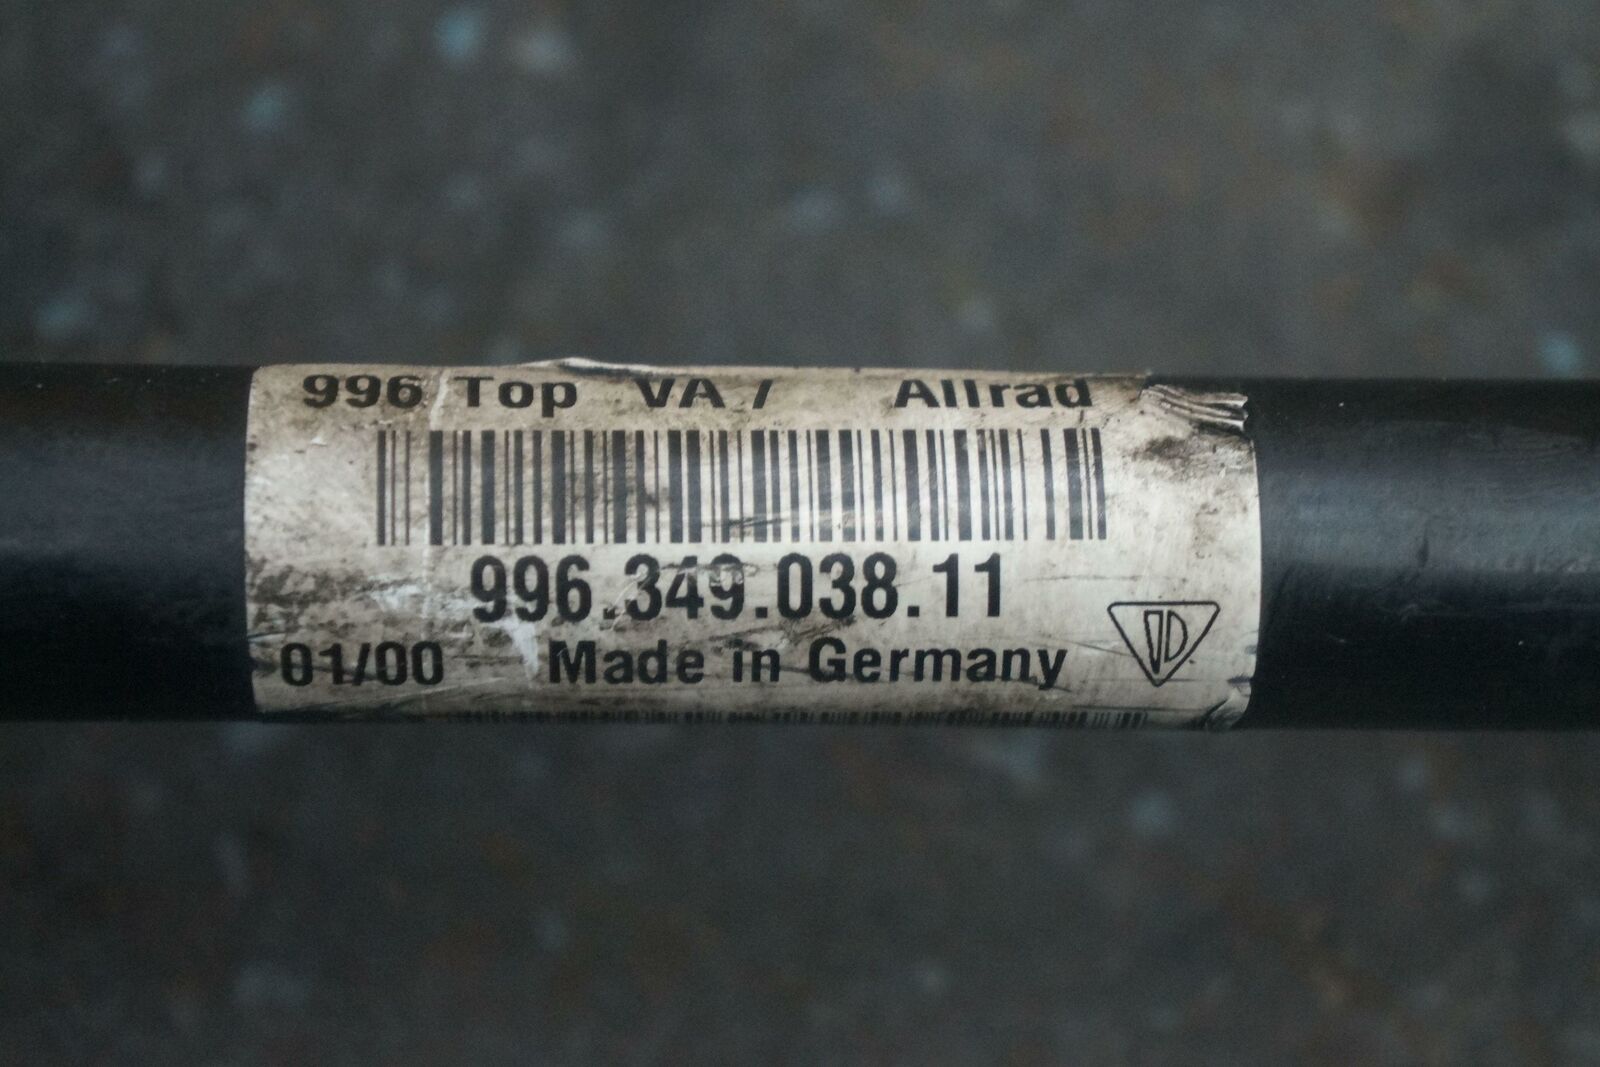 996 Top VA / Allrad
996.349.038.11
01/00 Made in Germany